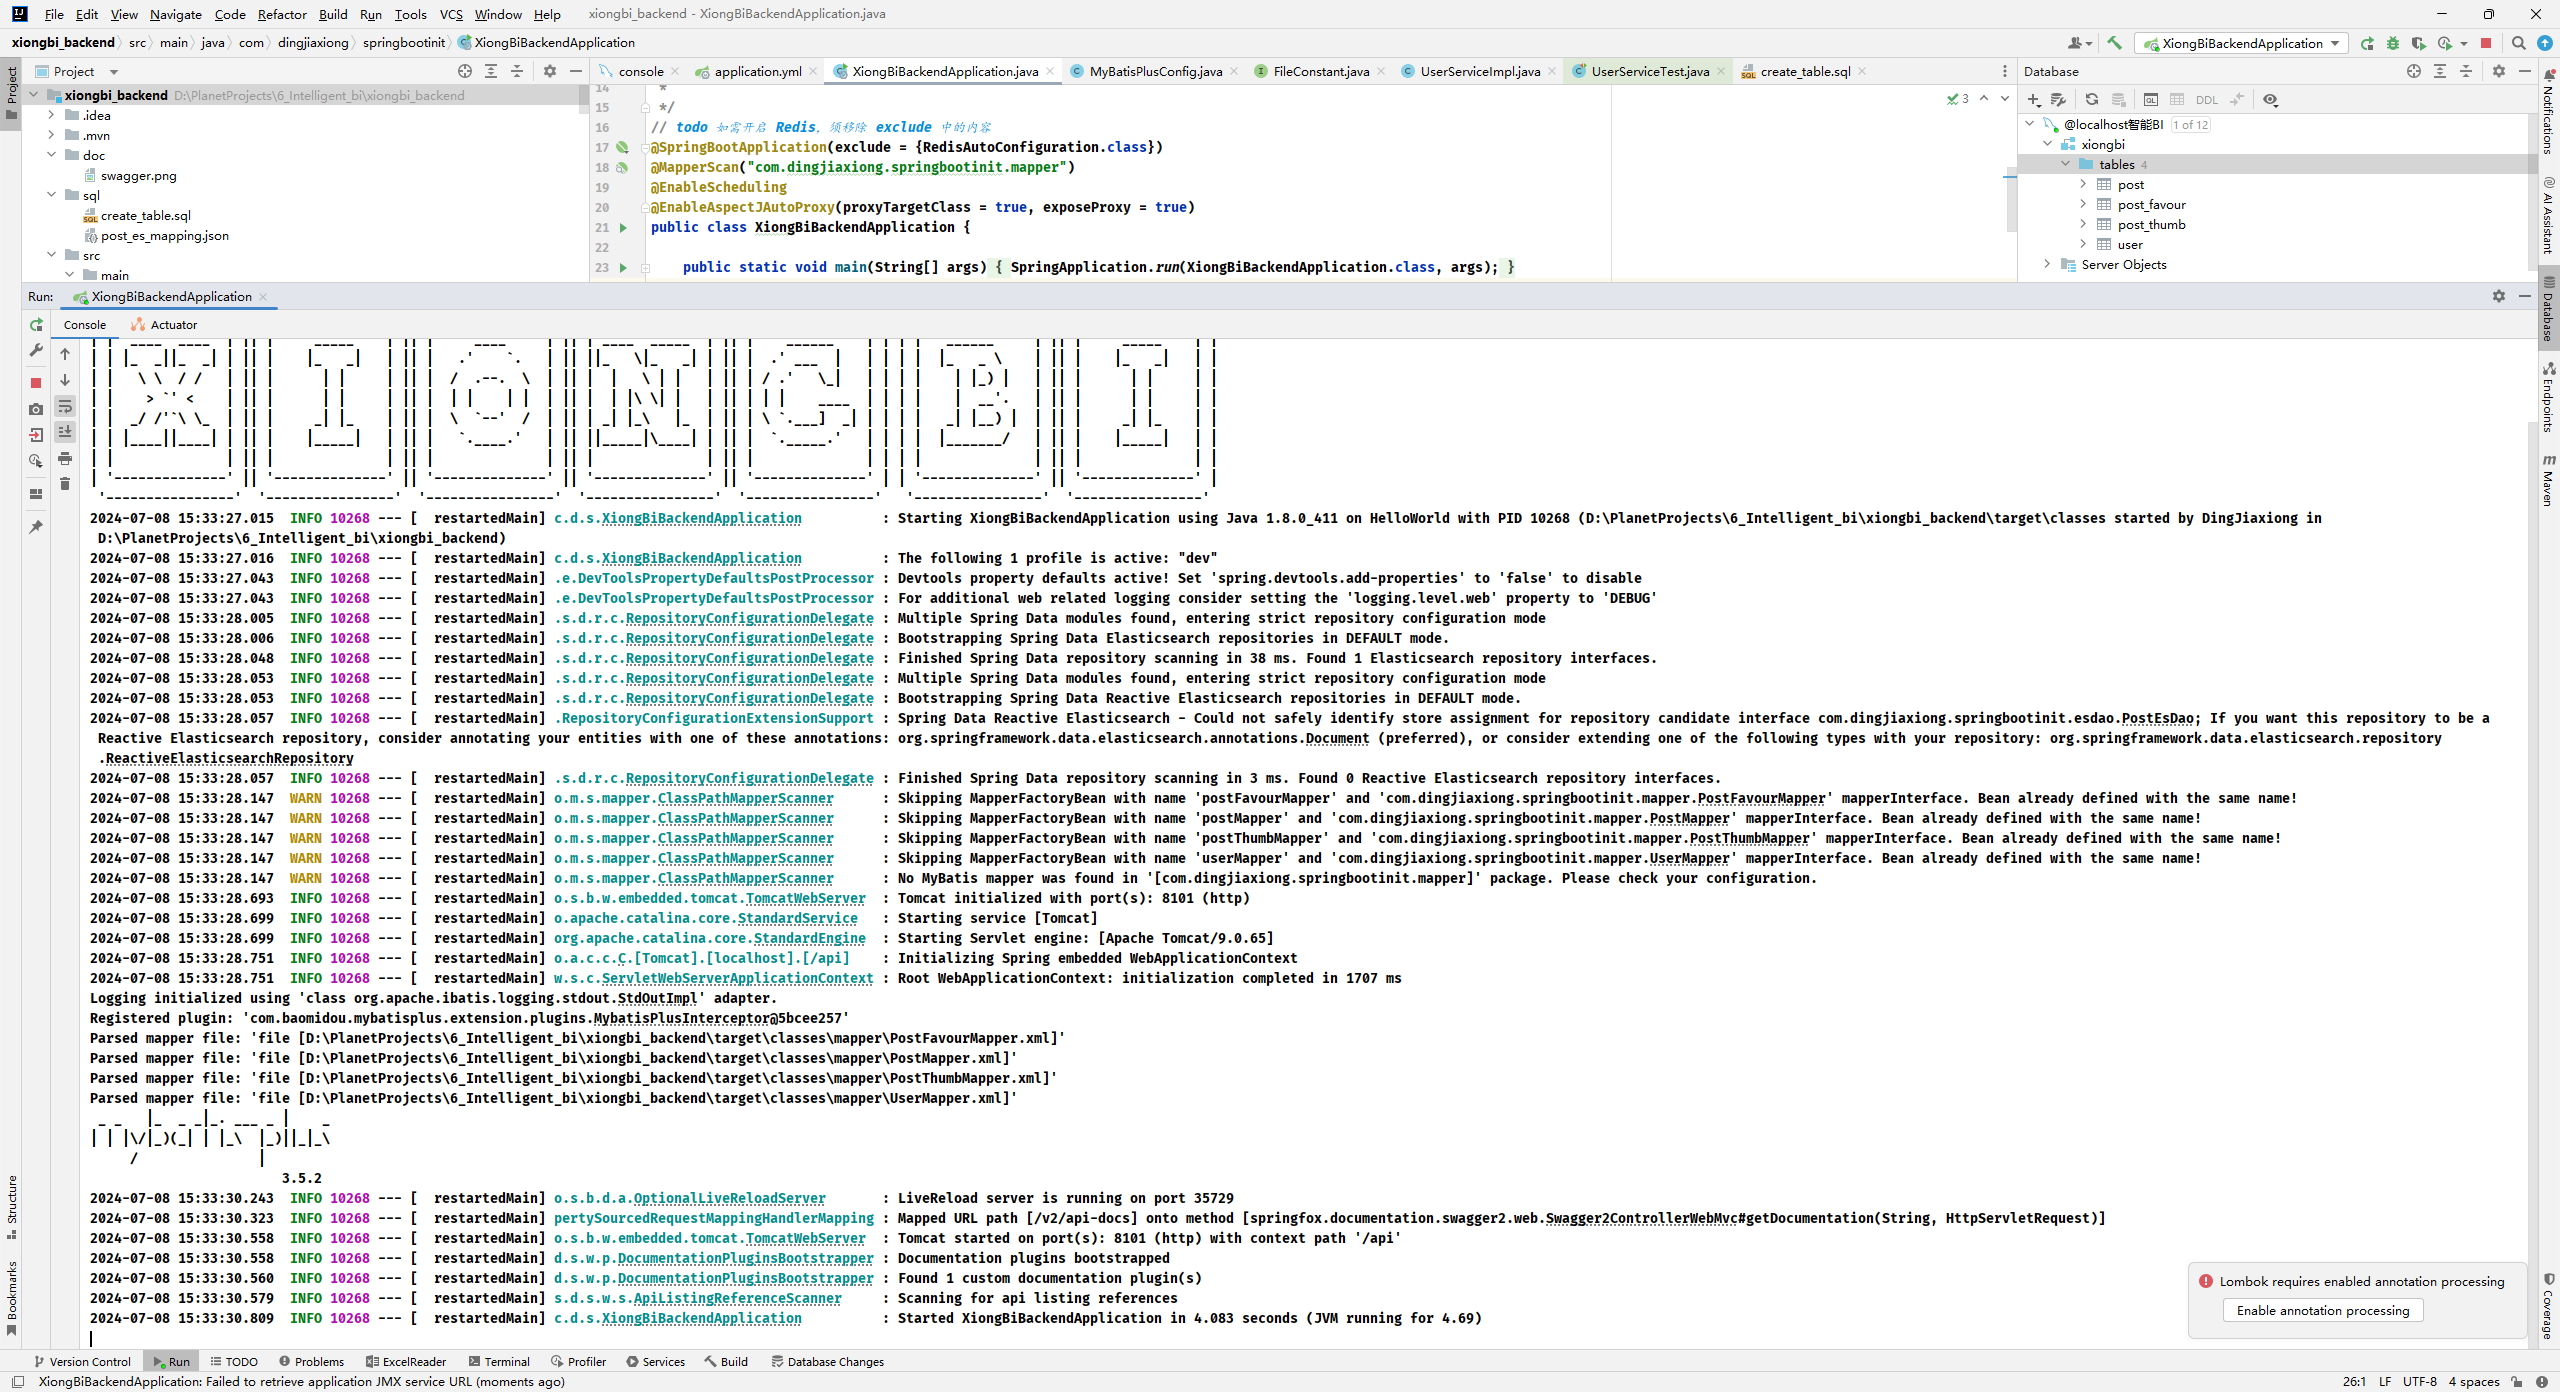 File Edit View Navigate Code Refactor Build Run Tools VCS Window Help xiongbi_backend - XiongBiBackendApplication.java
xiongbi_backend src main java com dingjiaxiong springbootinit XiongBiBackendApplication
XiongBiBackendApplication
Project
console application.yml XiongBiBackendApplication.java MyBatisPlusConfig.java FileConstant.java UserServiceImpl.java UserServiceTest.java create_table.sql
Database
Project
xiongbi_backend D:\PlanetProjects\6_Intelligent_bi\xiongbi_backend
.idea
.mvn
doc
swagger.png
sql
create_table.sql
post_es_mapping.json
src
main
14 *
15 */
16 // todo 如需开启 Redis，须移除 exclude 中的内容
17 @SpringBootApplication(exclude = {RedisAutoConfiguration.class})
18 @MapperScan("com.dingjiaxiong.springbootinit.mapper")
19 @EnableScheduling
20 @EnableAspectJAutoProxy(proxyTargetClass = true, exposeProxy = true)
21 public class XiongBiBackendApplication {
22
23 public static void main(String[] args) { SpringApplication.run(XiongBiBackendApplication.class, args); }
3
DDL
@localhost智能BI 1 of 12
xiongbi
tables 4
post
post_favour
post_thumb
user
Server Objects
Notifications
AI Assistant
Database
Endpoints
Maven
Coverage
Run: XiongBiBackendApplication
Console Actuator
XIONGBI
2024-07-08 15:33:27.015 INFO 10268 --- [ restartedMain] c.d.s.XiongBiBackendApplication : Starting XiongBiBackendApplication using Java 1.8.0_411 on HelloWorld with PID 10268 (D:\PlanetProjects\6_Intelligent_bi\xiongbi_backend\target\classes started by DingJiaxiong in
D:\PlanetProjects\6_Intelligent_bi\xiongbi_backend)
2024-07-08 15:33:27.016 INFO 10268 --- [ restartedMain] c.d.s.XiongBiBackendApplication : The following 1 profile is active: "dev"
2024-07-08 15:33:27.043 INFO 10268 --- [ restartedMain] .e.DevToolsPropertyDefaultsPostProcessor : Devtools property defaults active! Set 'spring.devtools.add-properties' to 'false' to disable
2024-07-08 15:33:27.043 INFO 10268 --- [ restartedMain] .e.DevToolsPropertyDefaultsPostProcessor : For additional web related logging consider setting the 'logging.level.web' property to 'DEBUG'
2024-07-08 15:33:28.005 INFO 10268 --- [ restartedMain] .s.d.r.c.RepositoryConfigurationDelegate : Multiple Spring Data modules found, entering strict repository configuration mode
2024-07-08 15:33:28.006 INFO 10268 --- [ restartedMain] .s.d.r.c.RepositoryConfigurationDelegate : Bootstrapping Spring Data Elasticsearch repositories in DEFAULT mode.
2024-07-08 15:33:28.048 INFO 10268 --- [ restartedMain] .s.d.r.c.RepositoryConfigurationDelegate : Finished Spring Data repository scanning in 38 ms. Found 1 Elasticsearch repository interfaces.
2024-07-08 15:33:28.053 INFO 10268 --- [ restartedMain] .s.d.r.c.RepositoryConfigurationDelegate : Multiple Spring Data modules found, entering strict repository configuration mode
2024-07-08 15:33:28.053 INFO 10268 --- [ restartedMain] .s.d.r.c.RepositoryConfigurationDelegate : Bootstrapping Spring Data Reactive Elasticsearch repositories in DEFAULT mode.
2024-07-08 15:33:28.057 INFO 10268 --- [ restartedMain] .RepositoryConfigurationExtensionSupport : Spring Data Reactive Elasticsearch - Could not safely identify store assignment for repository candidate interface com.dingjiaxiong.springbootinit.esdao.PostEsDao; If you want this repository to be a
Reactive Elasticsearch repository, consider annotating your entities with one of these annotations: org.springframework.data.elasticsearch.annotations.Document (preferred), or consider extending one of the following types with your repository: org.springframework.data.elasticsearch.repository
.ReactiveElasticsearchRepository
2024-07-08 15:33:28.057 INFO 10268 --- [ restartedMain] .s.d.r.c.RepositoryConfigurationDelegate : Finished Spring Data repository scanning in 3 ms. Found 0 Reactive Elasticsearch repository interfaces.
2024-07-08 15:33:28.147 WARN 10268 --- [ restartedMain] o.m.s.mapper.ClassPathMapperScanner : Skipping MapperFactoryBean with name 'postFavourMapper' and 'com.dingjiaxiong.springbootinit.mapper.PostFavourMapper' mapperInterface. Bean already defined with the same name!
2024-07-08 15:33:28.147 WARN 10268 --- [ restartedMain] o.m.s.mapper.ClassPathMapperScanner : Skipping MapperFactoryBean with name 'postMapper' and 'com.dingjiaxiong.springbootinit.mapper.PostMapper' mapperInterface. Bean already defined with the same name!
2024-07-08 15:33:28.147 WARN 10268 --- [ restartedMain] o.m.s.mapper.ClassPathMapperScanner : Skipping MapperFactoryBean with name 'postThumbMapper' and 'com.dingjiaxiong.springbootinit.mapper.PostThumbMapper' mapperInterface. Bean already defined with the same name!
2024-07-08 15:33:28.147 WARN 10268 --- [ restartedMain] o.m.s.mapper.ClassPathMapperScanner : Skipping MapperFactoryBean with name 'userMapper' and 'com.dingjiaxiong.springbootinit.mapper.UserMapper' mapperInterface. Bean already defined with the same name!
2024-07-08 15:33:28.147 WARN 10268 --- [ restartedMain] o.m.s.mapper.ClassPathMapperScanner : No MyBatis mapper was found in '[com.dingjiaxiong.springbootinit.mapper]' package. Please check your configuration.
2024-07-08 15:33:28.693 INFO 10268 --- [ restartedMain] o.s.b.w.embedded.tomcat.TomcatWebServer : Tomcat initialized with port(s): 8101 (http)
2024-07-08 15:33:28.699 INFO 10268 --- [ restartedMain] o.apache.catalina.core.StandardService : Starting service [Tomcat]
2024-07-08 15:33:28.699 INFO 10268 --- [ restartedMain] org.apache.catalina.core.StandardEngine : Starting Servlet engine: [Apache Tomcat/9.0.65]
2024-07-08 15:33:28.751 INFO 10268 --- [ restartedMain] o.a.c.c.C.[Tomcat].[localhost].[/api] : Initializing Spring embedded WebApplicationContext
2024-07-08 15:33:28.751 INFO 10268 --- [ restartedMain] w.s.c.ServletWebServerApplicationContext : Root WebApplicationContext: initialization completed in 1707 ms
Logging initialized using 'class org.apache.ibatis.logging.stdout.StdOutImpl' adapter.
Registered plugin: 'com.baomidou.mybatisplus.extension.plugins.MybatisPlusInterceptor@5bcee257'
Parsed mapper file: 'file [D:\PlanetProjects\6_Intelligent_bi\xiongbi_backend\target\classes\mapper\PostFavourMapper.xml]'
Parsed mapper file: 'file [D:\PlanetProjects\6_Intelligent_bi\xiongbi_backend\target\classes\mapper\PostMapper.xml]'
Parsed mapper file: 'file [D:\PlanetProjects\6_Intelligent_bi\xiongbi_backend\target\classes\mapper\PostThumbMapper.xml]'
Parsed mapper file: 'file [D:\PlanetProjects\6_Intelligent_bi\xiongbi_backend\target\classes\mapper\UserMapper.xml]'
3.5.2
2024-07-08 15:33:30.243 INFO 10268 --- [ restartedMain] o.s.b.d.a.OptionalLiveReloadServer : LiveReload server is running on port 35729
2024-07-08 15:33:30.323 INFO 10268 --- [ restartedMain] pertySourcedRequestMappingHandlerMapping : Mapped URL path [/v2/api-docs] onto method [springfox.documentation.swagger2.web.Swagger2ControllerWebMvc#getDocumentation(String, HttpServletRequest)]
2024-07-08 15:33:30.558 INFO 10268 --- [ restartedMain] o.s.b.w.embedded.tomcat.TomcatWebServer : Tomcat started on port(s): 8101 (http) with context path '/api'
2024-07-08 15:33:30.558 INFO 10268 --- [ restartedMain] d.s.w.p.DocumentationPluginsBootstrapper : Documentation plugins bootstrapped
2024-07-08 15:33:30.560 INFO 10268 --- [ restartedMain] d.s.w.p.DocumentationPluginsBootstrapper : Found 1 custom documentation plugin(s)
2024-07-08 15:33:30.579 INFO 10268 --- [ restartedMain] s.d.s.w.s.ApiListingReferenceScanner : Scanning for api listing references
2024-07-08 15:33:30.809 INFO 10268 --- [ restartedMain] c.d.s.XiongBiBackendApplication : Started XiongBiBackendApplication in 4.083 seconds (JVM running for 4.69)
Structure
Bookmarks
Lombok requires enabled annotation processing
Enable annotation processing
Version Control Run TODO Problems ExcelReader Terminal Profiler Services Build Database Changes
XiongBiBackendApplication: Failed to retrieve application JMX service URL (moments ago) 26:1 LF UTF-8 4 spaces